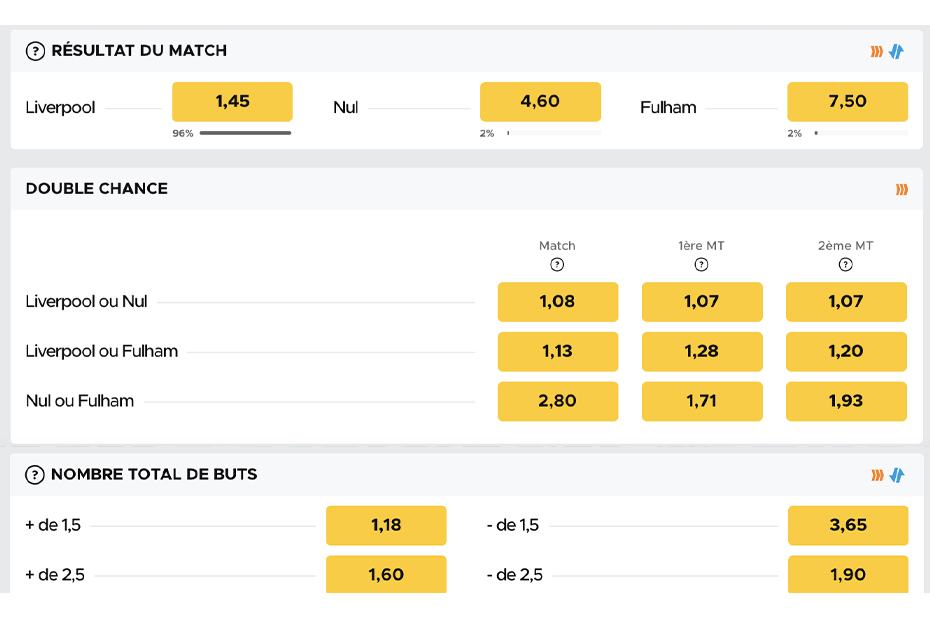 ? RÉSULTAT DU MATCH
Liverpool 1,45 Nul 4,60 Fulham 7,50
96% 2% 2%
DOUBLE CHANCE
Match 1ère MT 2ème MT
? ? ?
Liverpool ou Nul 1,08 1,07 1,07
Liverpool ou Fulham 1,13 1,28 1,20
Nul ou Fulham 2,80 1,71 1,93
? NOMBRE TOTAL DE BUTS
+ de 1,5 1,18 - de 1,5 3,65
+ de 2,5 1,60 - de 2,5 1,90